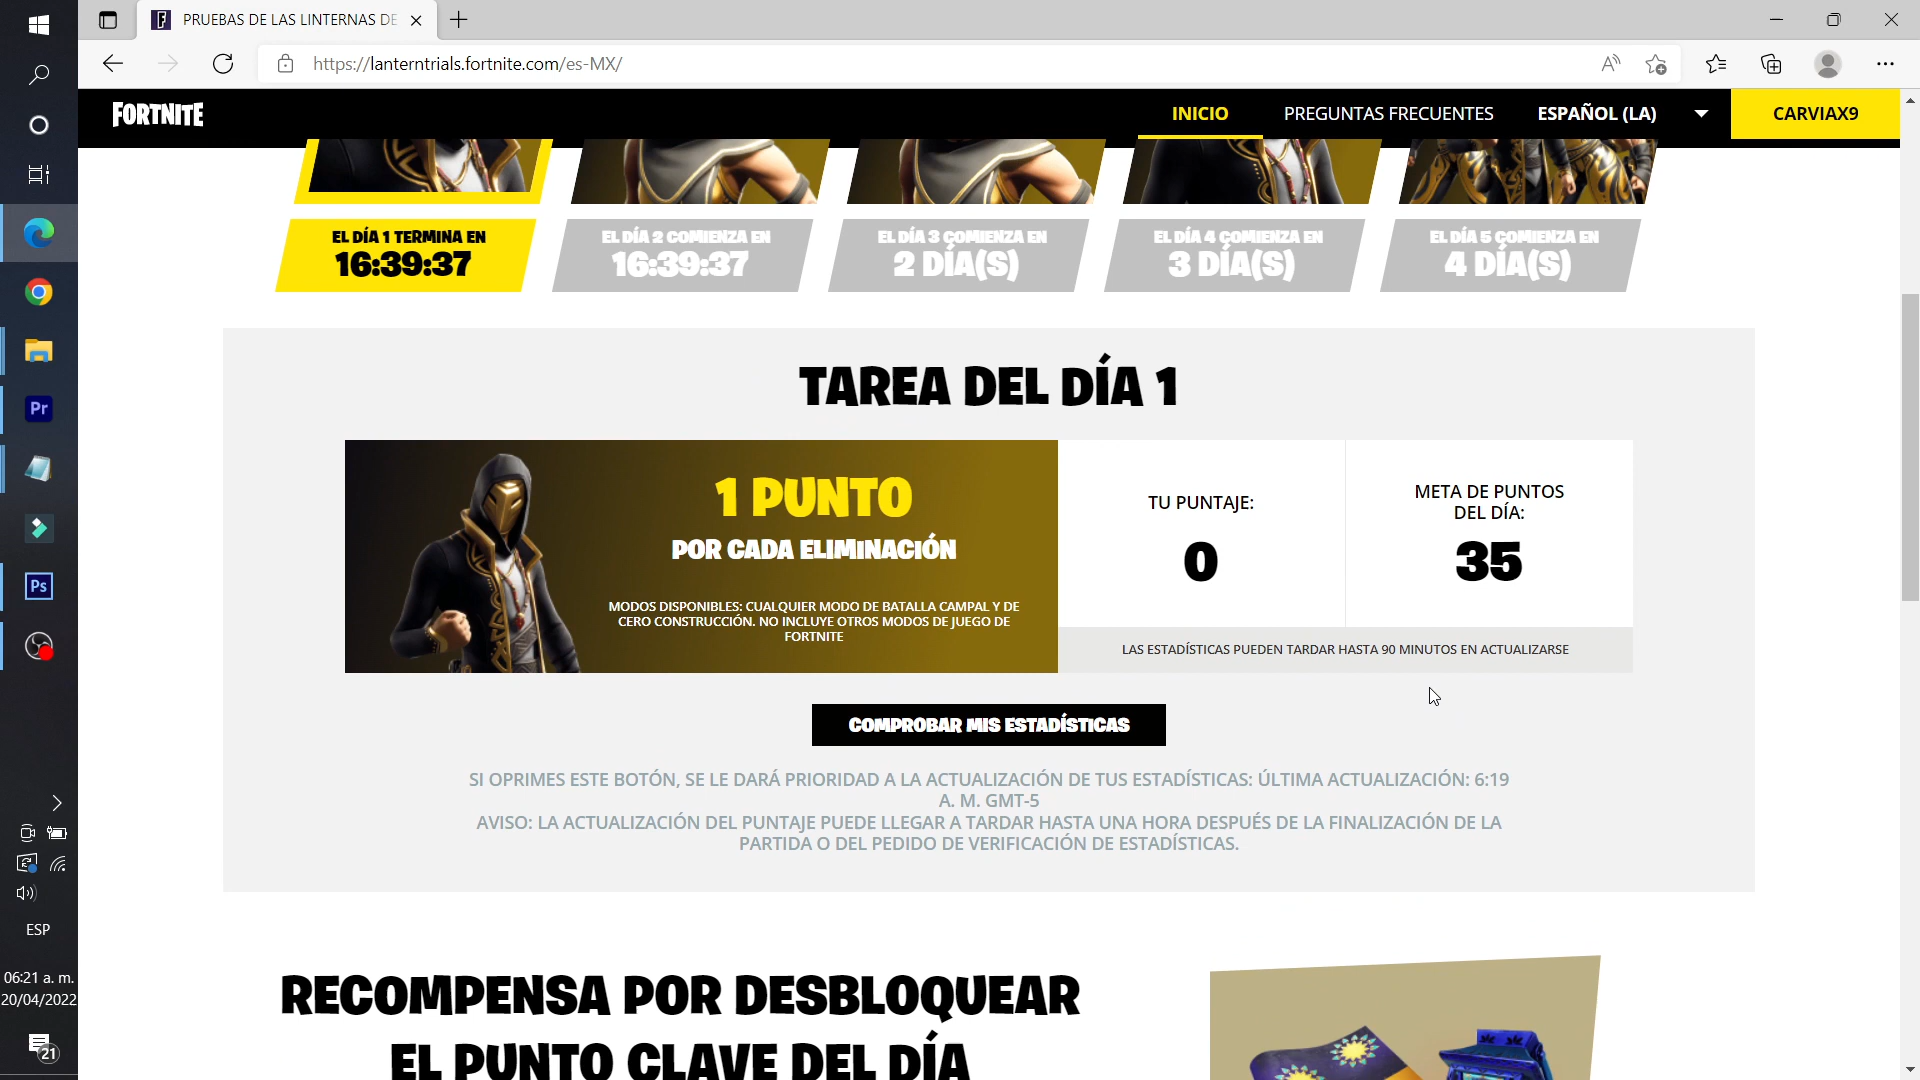 PRUEBAS DE LAS LINTERNAS DE
https://lanterntrials.fortnite.com/es-MX/
FORTNITE
INICIO
PREGUNTAS FRECUENTES
ESPAÑOL (LA)
CARVIAX9
EL DÍA 1 TERMINA EN
16:39:37
EL DÍA 2 COMIENZA EN
16:39:37
EL DÍA 3 COMIENZA EN
2 DÍA(S)
EL DÍA 4 COMIENZA EN
3 DÍA(S)
EL DÍA 5 COMIENZA EN
4 DÍA(S)
TAREA DEL DÍA 1
1 PUNTO
POR CADA ELIMINACIÓN
MODOS DISPONIBLES: CUALQUIER MODO DE BATALLA CAMPAL Y DE
CERO CONSTRUCCIÓN. NO INCLUYE OTROS MODOS DE JUEGO DE
FORTNITE
TU PUNTAJE:
0
META DE PUNTOS
DEL DÍA:
35
LAS ESTADÍSTICAS PUEDEN TARDAR HASTA 90 MINUTOS EN ACTUALIZARSE
COMPROBAR MIS ESTADÍSTICAS
SI OPRIMES ESTE BOTÓN, SE LE DARÁ PRIORIDAD A LA ACTUALIZACIÓN DE TUS ESTADÍSTICAS: ÚLTIMA ACTUALIZACIÓN: 6:19
A. M. GMT-5
AVISO: LA ACTUALIZACIÓN DEL PUNTAJE PUEDE LLEGAR A TARDAR HASTA UNA HORA DESPUÉS DE LA FINALIZACIÓN DE LA
PARTIDA O DEL PEDIDO DE VERIFICACIÓN DE ESTADÍSTICAS.
RECOMPENSA POR DESBLOQUEAR
EL PUNTO CLAVE DEL DÍA
Pr
Ps
ESP
06:21 a. m.
20/04/2022
21